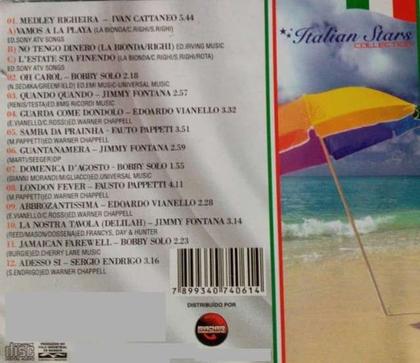 01. MEDLEY RIGHEIRA - IVAN CATTANEO 5.44
A)VAMOS A LA PLAYA (LA BIONDA/C.RIGHI/S.RIGHI)
ED.SONY ATV SONGS
B) NO TENGO DINERO (LA BIONDA/RIGHI) ED.IRVING MUSIC
C) L'ESTATE STA FINENDO (LA BIONDA/C.RIGHI/S.RIGHI/ROTA)
ED. SONY ATV SONGS
02. OH CAROL - BOBBY SOLO 2.18
(N.SEDAKA/GREENFIELD) ED.EMI MUSIC-UNIVERSAL MUSIC
03. QUANDO QUANDO - JIMMY FONTANA 2.57
(RENIS/TESTA)ED.BMG RICORDI MUSIC
04. GUARDA COME DONDOLO - EDOARDO VIANELLO 3.32
(E.VIANELLO/C.ROSSI)ED.WARNER CHAPPELL
05. SAMBA DA PRAINHA - FAUTO PAPPETTI 3.51
(M.PAPPETTI)ED.WARNER CHAPPELL
06. GUANTANAMERA - JIMMY FONTANA 2.59
(MARTI/SEEGER)DP
07. DOMENICA D'AGOSTO - BOBBY SOLO 1.55
(GIANNI MORANDI/MIGLIACCI)ED.UNIVERSAL MUSIC
08. LONDON FEVER - FAUSTO PAPPETTI 4.11
(M.PAPPETTI)ED.WARNER CHAPPELL
09. ABBRONZANTISSIMA - EDOARDO VIANELLO 2.28
(E.VIANELLO/C. ROSSI) ED.WARNER CHAPPELL
10. LA NOSTRA TAVOLA (DELILAH) - JIMMY FONTANA 3.14
(REED/MASON/DOSSENA)ED.FRANCYS, DAY & HUNTER
11. JAMAICAN FAREWELL - BOBBY SOLO 2.23
(BURGIE)ED.CHERRY LANE MUSIC
12. ADESSO SI - SERGIO ENDRIGO 3.16
(S.ENDRIGO)ED.WARNER CHAPPELL
Italian Stars
COLLECTION
7 899340 740614
DISTRIBUÍDO POR
disc